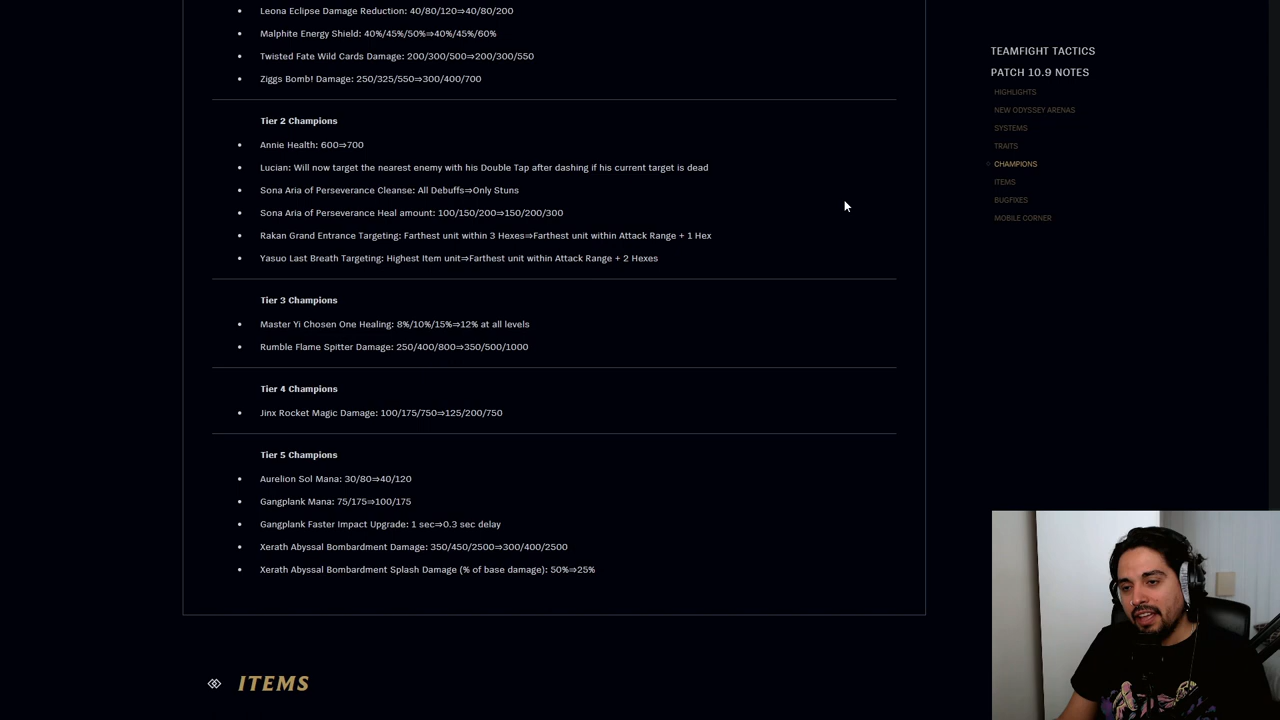 Leona Eclipse Damage Reduction: 40/80/120⇒40/80/200
Malphite Energy Shield: 40%/45%/50%⇒40%/45%/60%
Twisted Fate Wild Cards Damage: 200/300/500⇒200/300/550
Ziggs Bomb! Damage: 250/325/550⇒300/400/700
Tier 2 Champions
Annie Health: 600⇒700
Lucian: Will now target the nearest enemy with his Double Tap after dashing if his current target is dead
Sona Aria of Perseverance Cleanse: All Debuffs⇒Only Stuns
Sona Aria of Perseverance Heal amount: 100/150/200⇒150/200/300
Rakan Grand Entrance Targeting: Farthest unit within 3 Hexes⇒Farthest unit within Attack Range + 1 Hex
Yasuo Last Breath Targeting: Highest Item unit⇒Farthest unit within Attack Range + 2 Hexes
Tier 3 Champions
Master Yi Chosen One Healing: 8%/10%/15%⇒12% at all levels
Rumble Flame Spitter Damage: 250/400/800⇒350/500/1000
Tier 4 Champions
Jinx Rocket Magic Damage: 100/175/750⇒125/200/750
Tier 5 Champions
Aurelion Sol Mana: 30/80⇒40/120
Gangplank Mana: 75/175⇒100/175
Gangplank Faster Impact Upgrade: 1 sec⇒0.3 sec delay
Xerath Abyssal Bombardment Damage: 350/450/2500⇒300/400/2500
Xerath Abyssal Bombardment Splash Damage (% of base damage): 50%⇒25%
ITEMS
TEAMFIGHT TACTICS
PATCH 10.9 NOTES
HIGHLIGHTS
NEW ODYSSEY ARENAS
SYSTEMS
TRAITS
CHAMPIONS
ITEMS
BUGFIXES
MOBILE CORNER